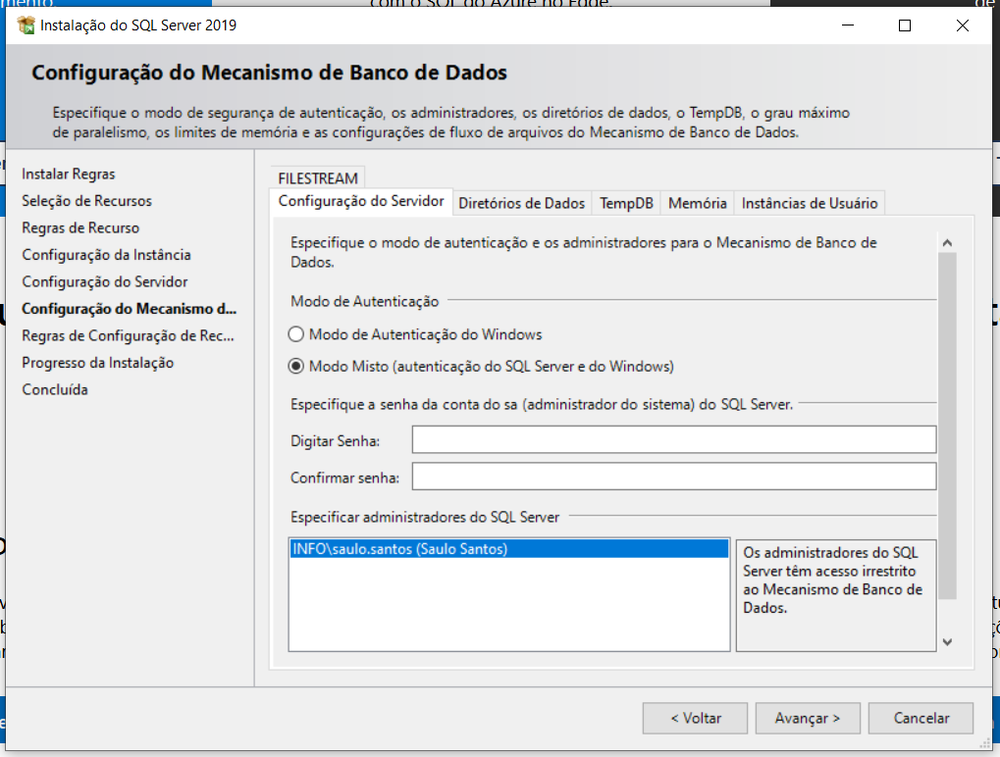 mento.
com o SQL do Azure no Edge.
de
Instalação do SQL Server 2019
Configuração do Mecanismo de Banco de Dados
Especifique o modo de segurança de autenticação, os administradores, os diretórios de dados, o TempDB, o grau máximo
de paralelismo, os limites de memória e as configurações de fluxo de arquivos do Mecanismo de Banco de Dados.
Instalar Regras
Seleção de Recursos
Regras de Recurso
Configuração da Instância
Configuração do Servidor
Configuração do Mecanismo d...
Regras de Configuração de Rec...
Progresso da Instalação
Concluída
FILESTREAM
Configuração do Servidor Diretórios de Dados TempDB Memória Instâncias de Usuário
Especifique o modo de autenticação e os administradores para o Mecanismo de Banco de
Dados.
Modo de Autenticação
Modo de Autenticação do Windows
Modo Misto (autenticação do SQL Server e do Windows)
Especifique a senha da conta do sa (administrador do sistema) do SQL Server.
Digitar Senha:
Confirmar senha:
Especificar administradores do SQL Server
INFO\saulo.santos (Saulo Santos)
Os administradores do SQL
Server têm acesso irrestrito
ao Mecanismo de Banco de
Dados.
< Voltar Avançar > Cancelar